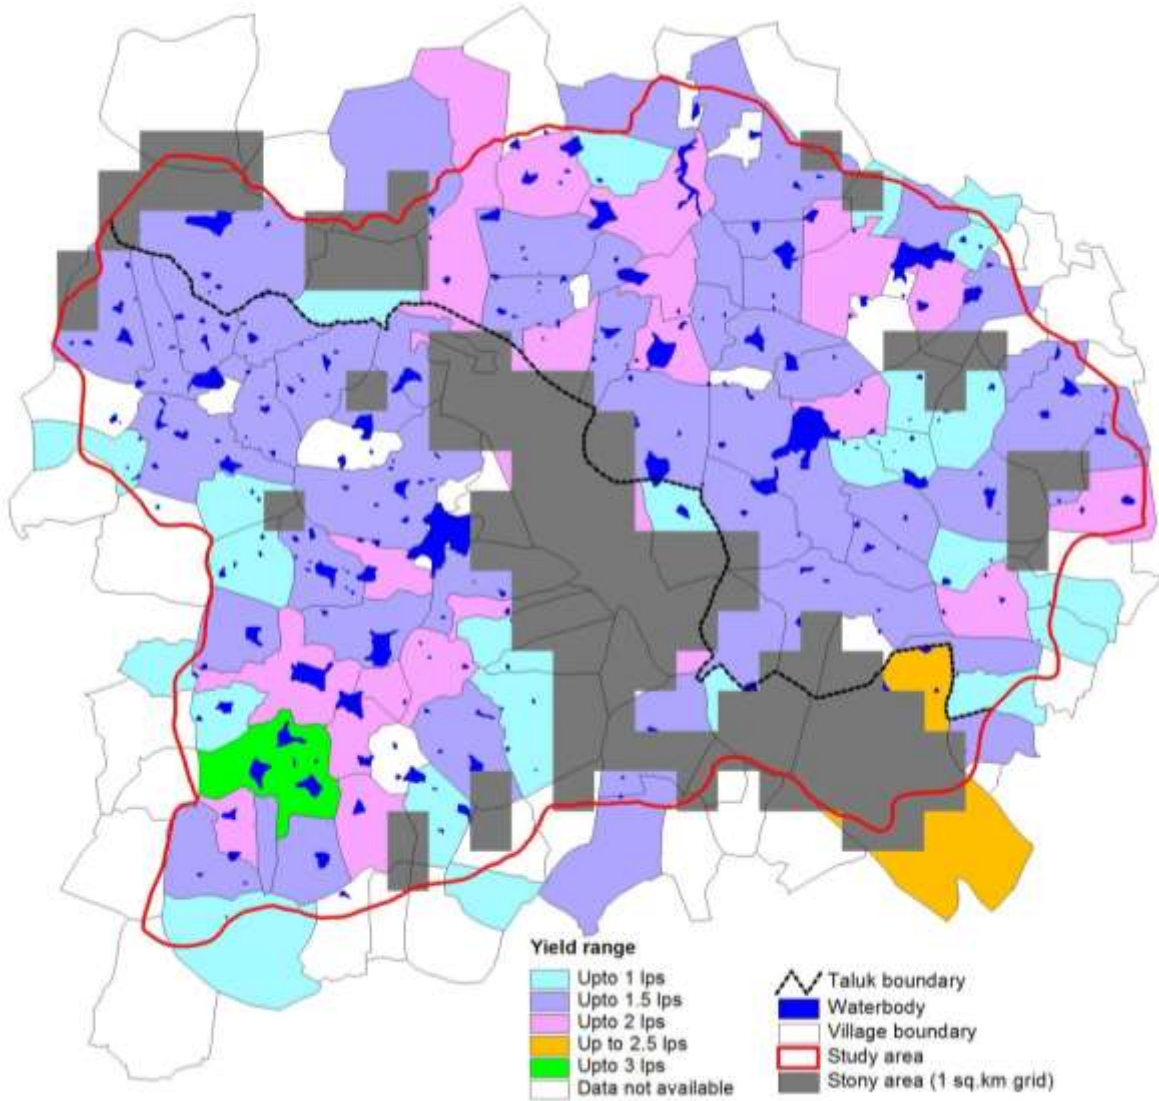 Yield range
Upto 1 lps
Upto 1.5 lps
Upto 2 lps
Up to 2.5 lps
Upto 3 lps
Data not available
Taluk boundary
Waterbody
Village boundary
Study area
Stony area (1 sq.km grid)